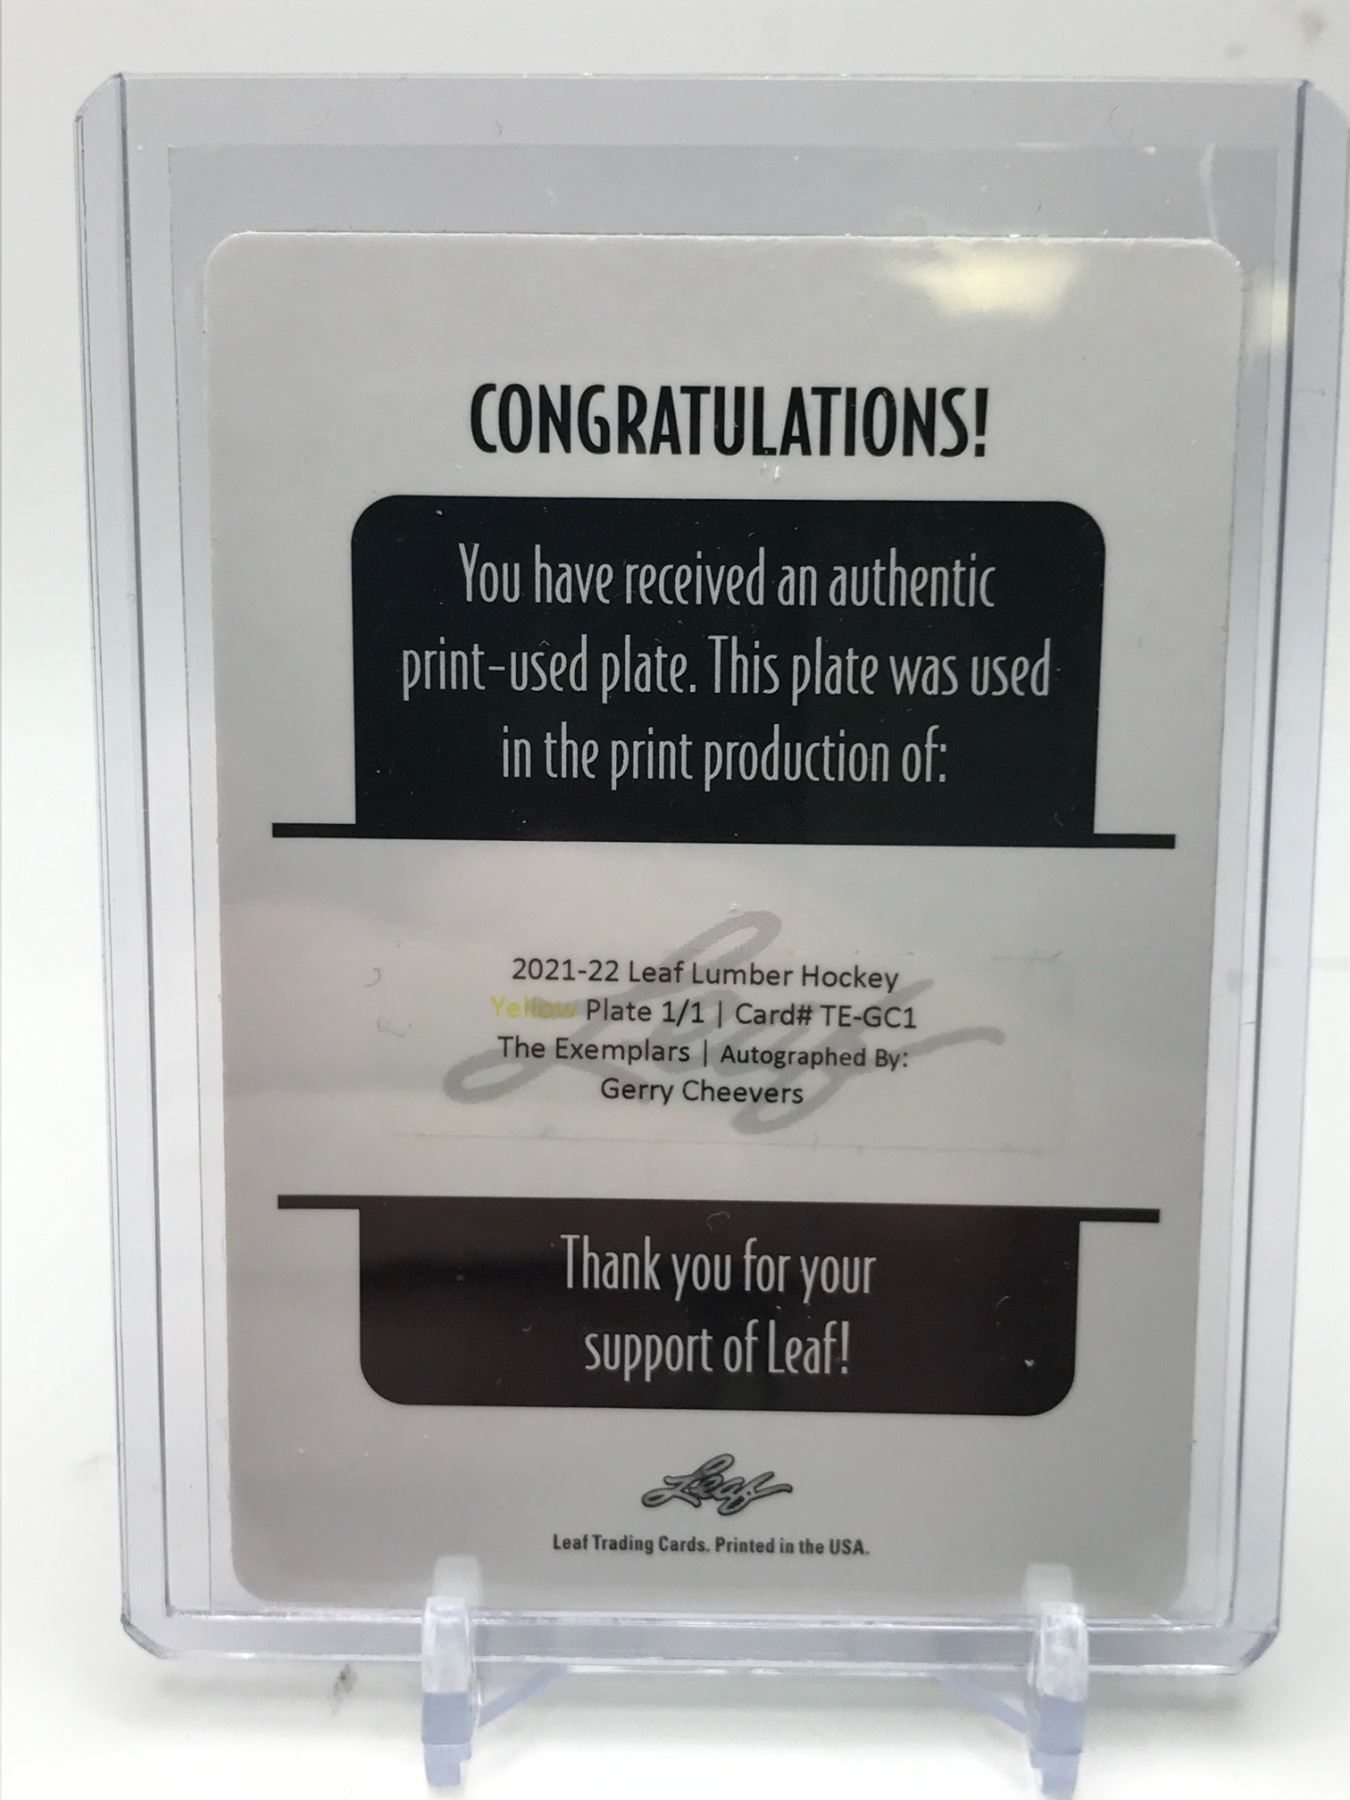 CONGRATULATIONS!
You have received an authentic
print-used plate. This plate was used
in the print production of:
2021-22 Leaf Lumber Hockey
Yellow Plate 1/1 | Card# TE-GC1
The Exemplars | Autographed By:
Gerry Cheevers
Leaf
Thank you for your
support of Leaf!
Leaf
Leaf Trading Cards. Printed in the USA.